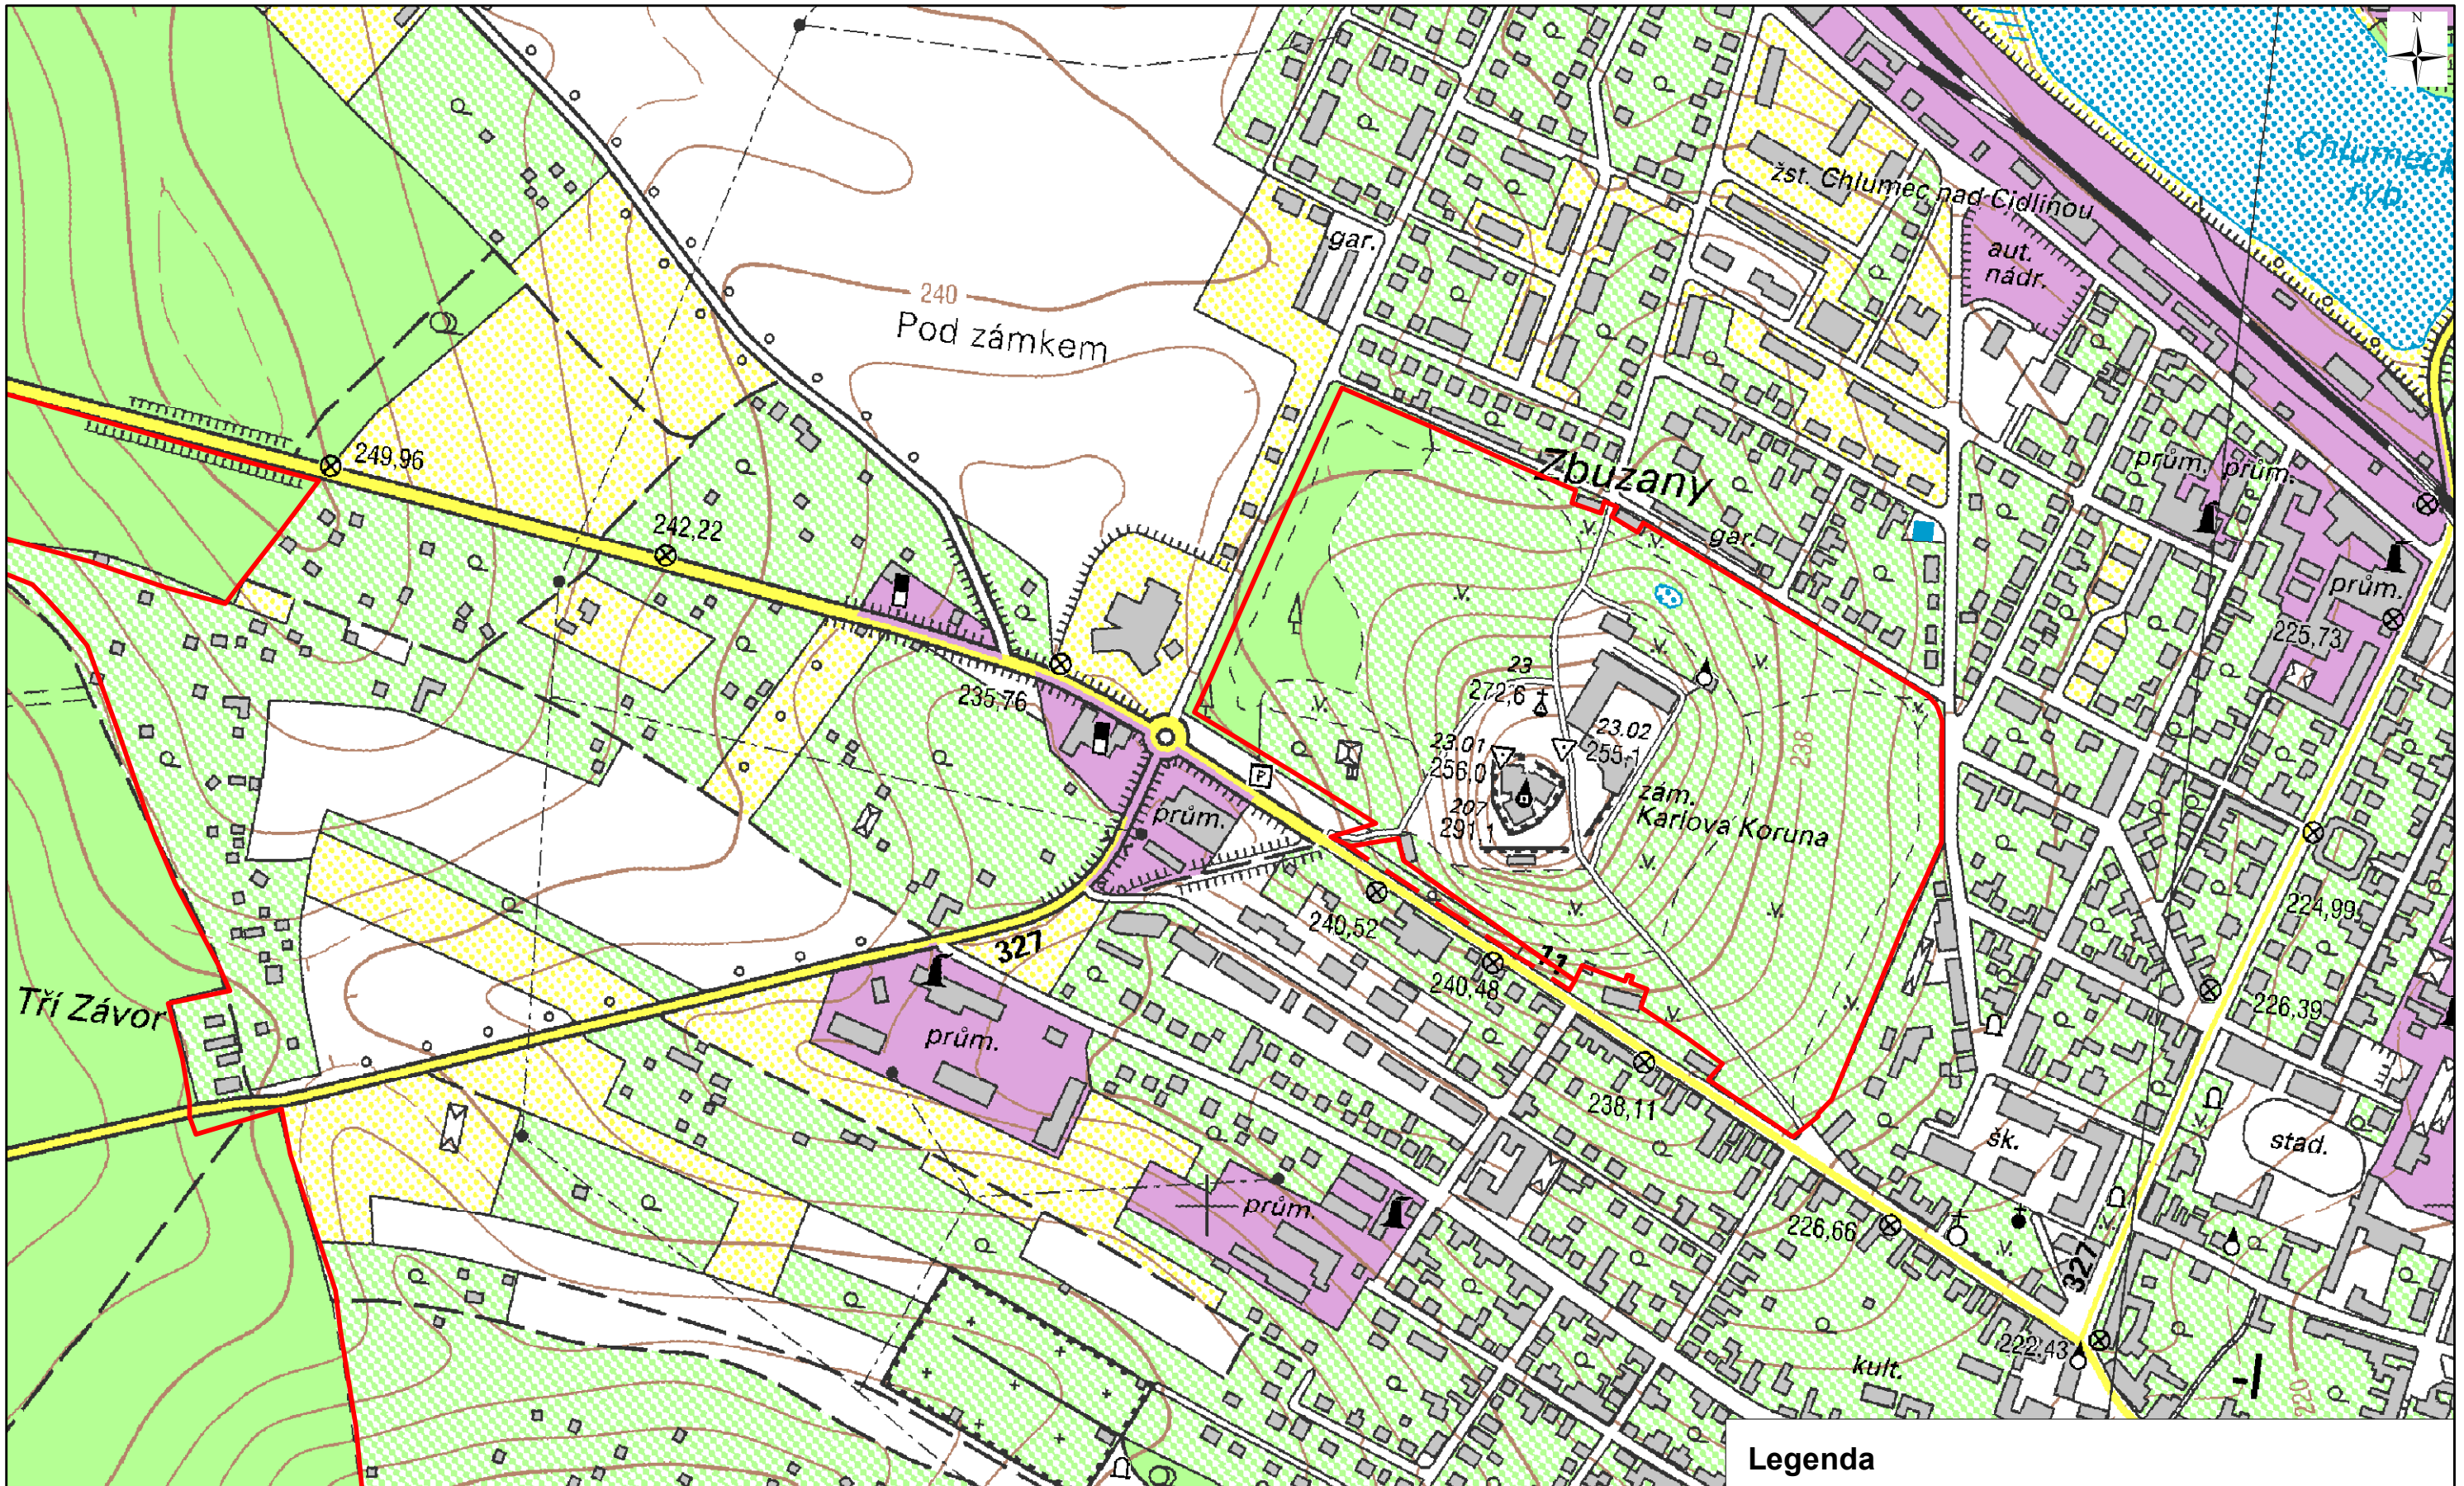 N
Chlumeck
ryb.
žst. Chlumec nad Cidlinou
gar.
aut.
nádr.
240
Pod zámkem
249,96
Zbuzany
prům. prům.
242,22
gar.
prům.
225,73
23
272,6
235,76
23.02
255,1
23.01
256,0
238
P
zám.
Karlova Koruna
prům.
207
291,1
224,99
240,52
327
11
240,48
226,39
Tří Závor
prům.
238,11
šk.
stad.
prům.
226,66
327
222,43
kult.
220
Legenda